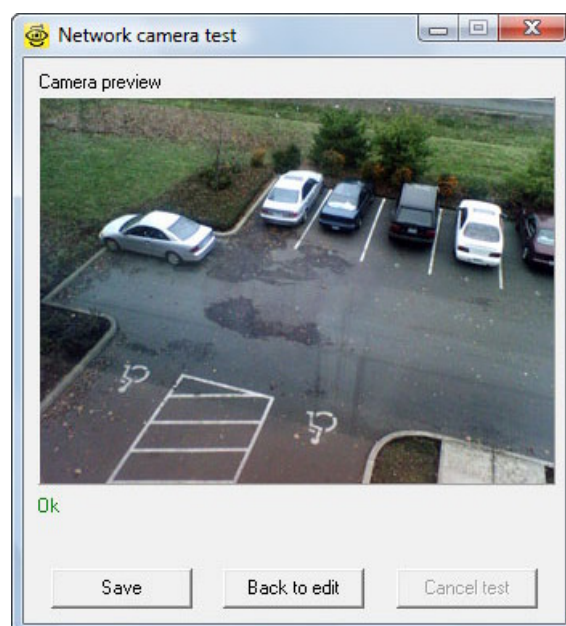 Network camera test
Camera preview
Ok
Save
Back to edit
Cancel test